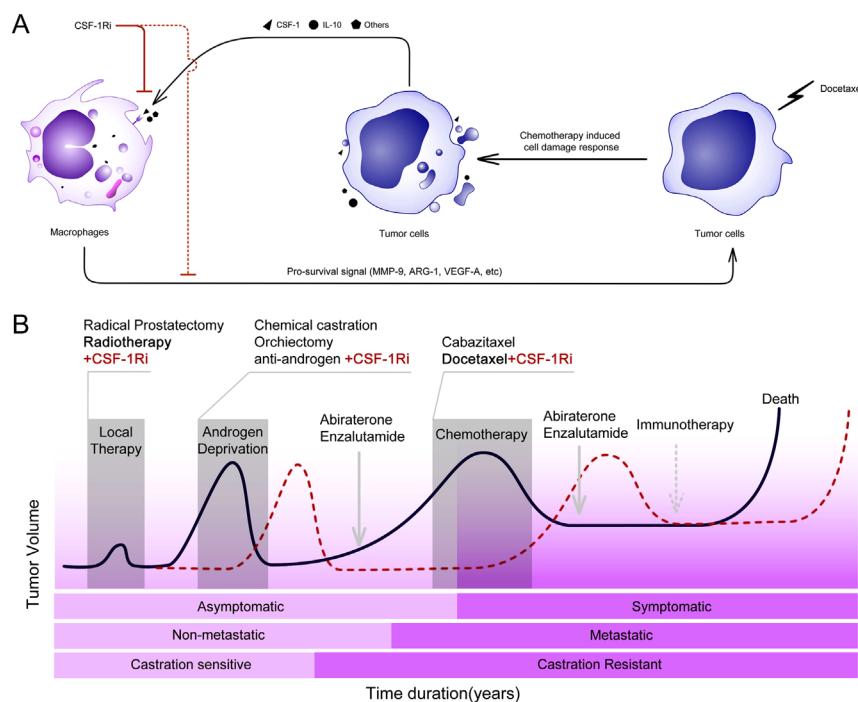 A
CSF-1Ri
CSF-1 IL-10 Others
Docetaxel
Chemotherapy induced
cell damage response
Macrophages
Tumor cells
Tumor cells
Pro-survival signal (MMP-9, ARG-1, VEGF-A, etc)
B
Radical Prostatectomy
Radiotherapy
+CSF-1Ri
Chemical castration
Orchiectomy
anti-androgen +CSF-1Ri
Cabazitaxel
Docetaxel+CSF-1Ri
Local
Therapy
Androgen
Deprivation
Abiraterone
Enzalutamide
Chemotherapy
Abiraterone
Enzalutamide
Immunotherapy
Death
Tumor Volume
Asymptomatic
Symptomatic
Non-metastatic
Metastatic
Castration sensitive
Castration Resistant
Time duration(years)